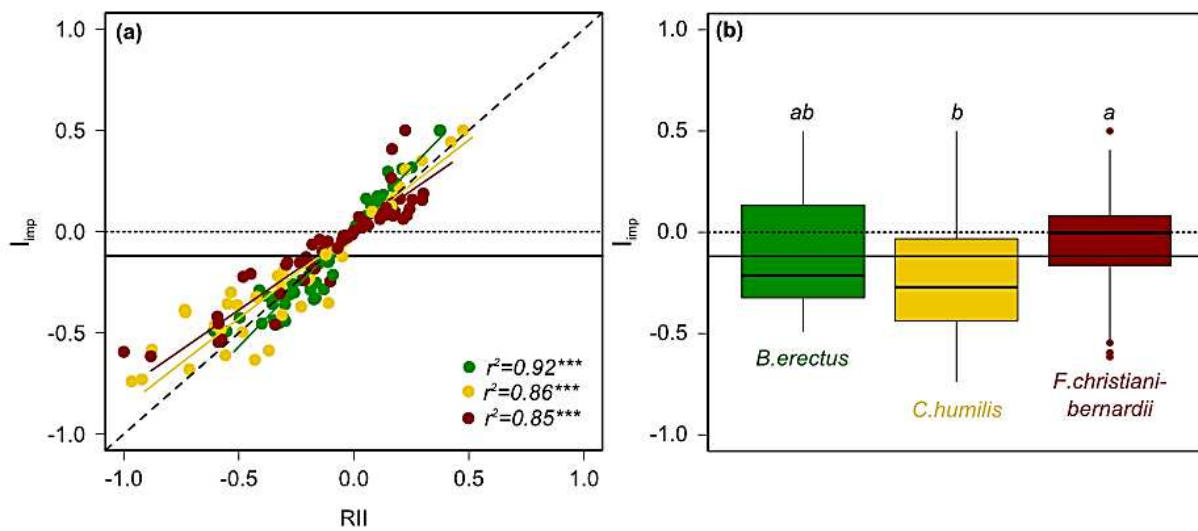 (a)
1.0
0.5
0.0
-0.5
-1.0
I_imp
r²=0.92***
r²=0.86***
r²=0.85***
-1.0 -0.5 0.0 0.5 1.0
RII
(b)
1.0
0.5
0.0
-0.5
-1.0
I_imp
ab b a
B.erectus
C.humilis
F.christiani-
bernardii